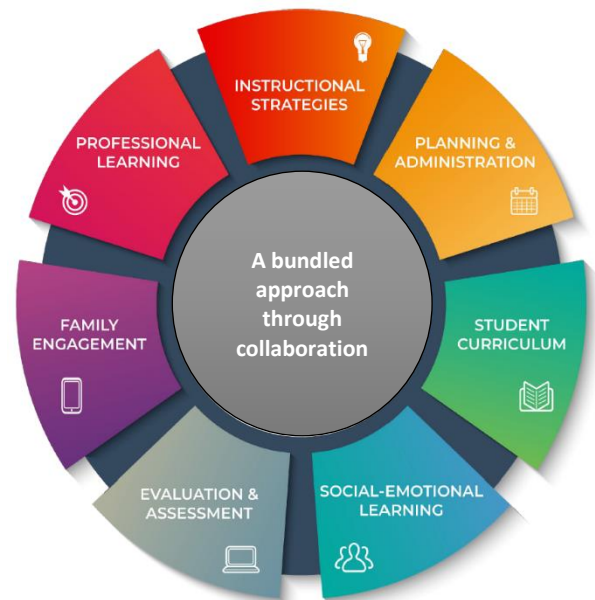 INSTRUCTIONAL
STRATEGIES
PLANNING &
ADMINISTRATION
STUDENT
CURRICULUM
SOCIAL-EMOTIONAL
LEARNING
EVALUATION &
ASSESSMENT
FAMILY
ENGAGEMENT
PROFESSIONAL
LEARNING
A bundled
approach
through
collaboration